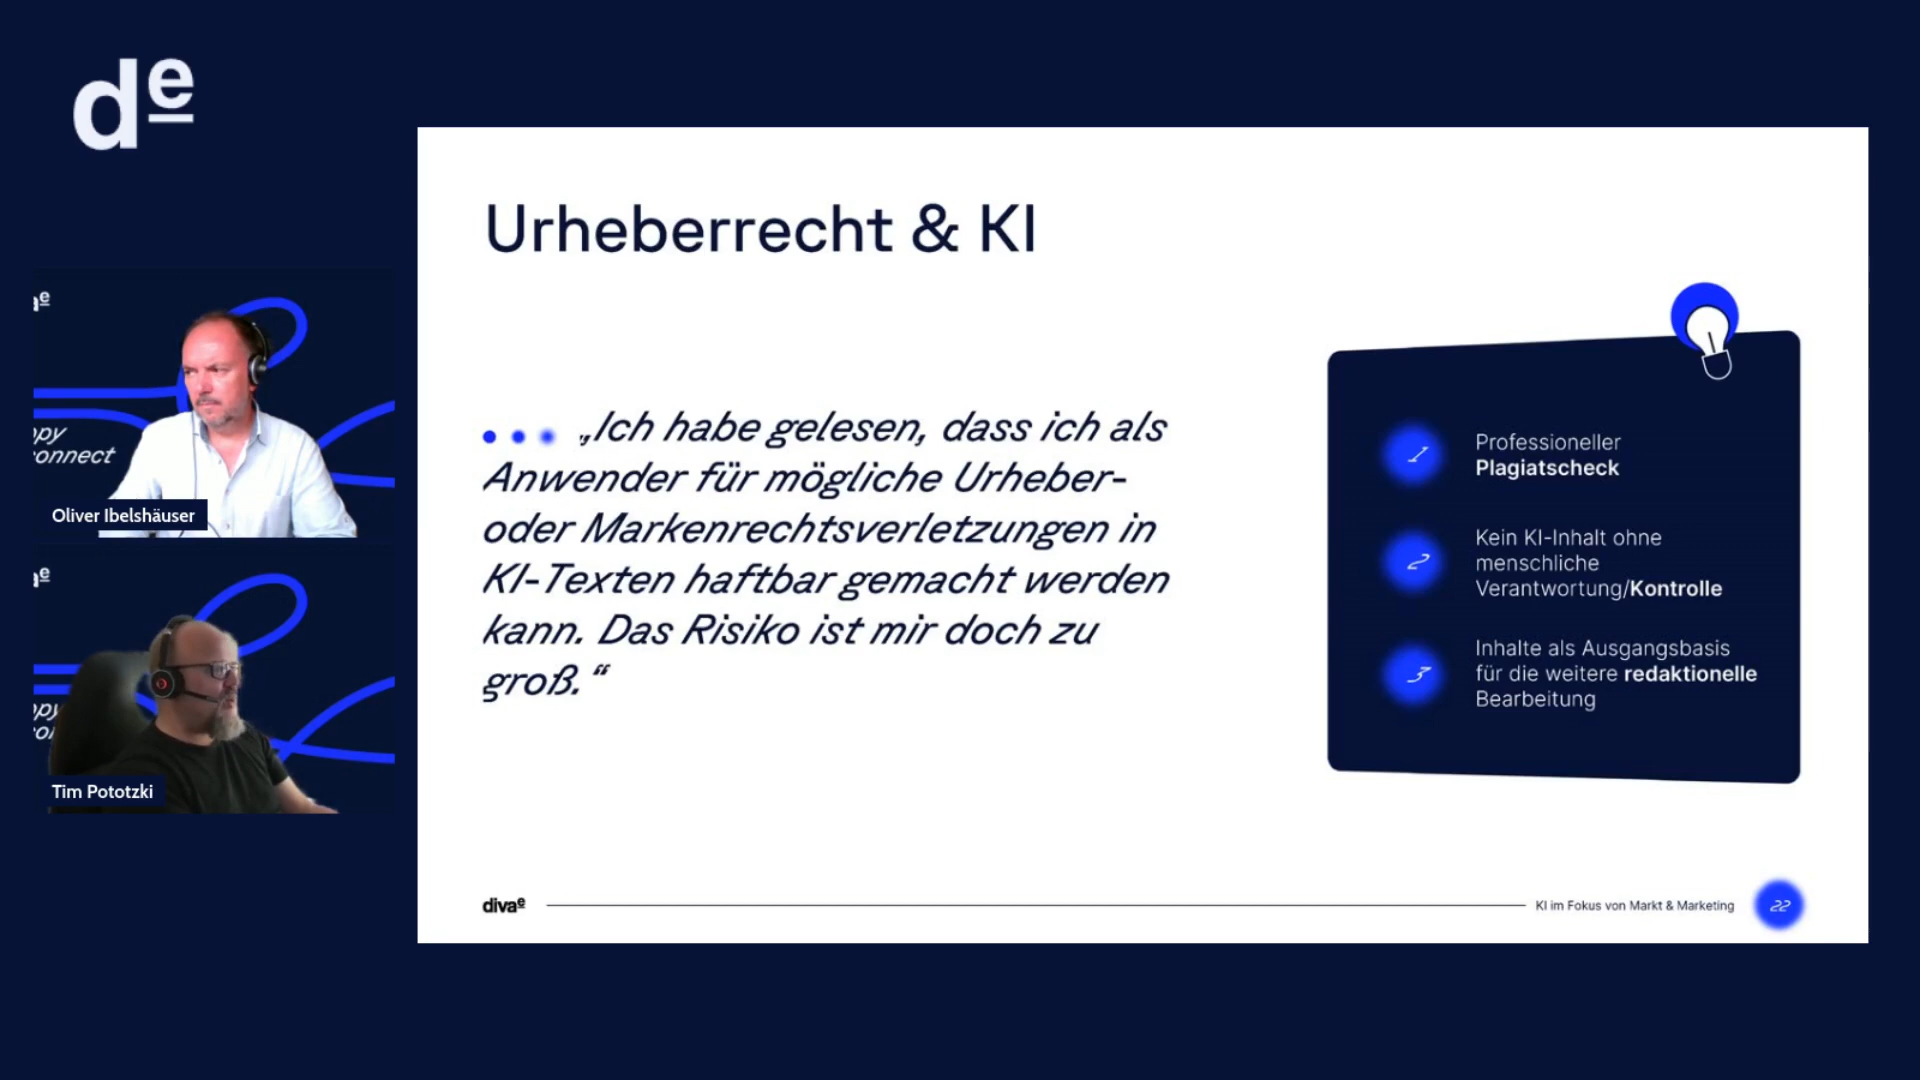 de
Urheberrecht & KI
„Ich habe gelesen, dass ich als
Anwender für mögliche Urheber-
oder Markenrechtsverletzungen in
KI-Texten haftbar gemacht werden
kann. Das Risiko ist mir doch zu
groß.“
1
Professioneller
Plagiatscheck
2
Kein KI-Inhalt ohne
menschliche
Verantwortung/Kontrolle
3
Inhalte als Ausgangsbasis
für die weitere redaktionelle
Bearbeitung
Oliver Ibelshäuser
Tim Pototzki
divae
KI im Fokus von Markt & Marketing
22